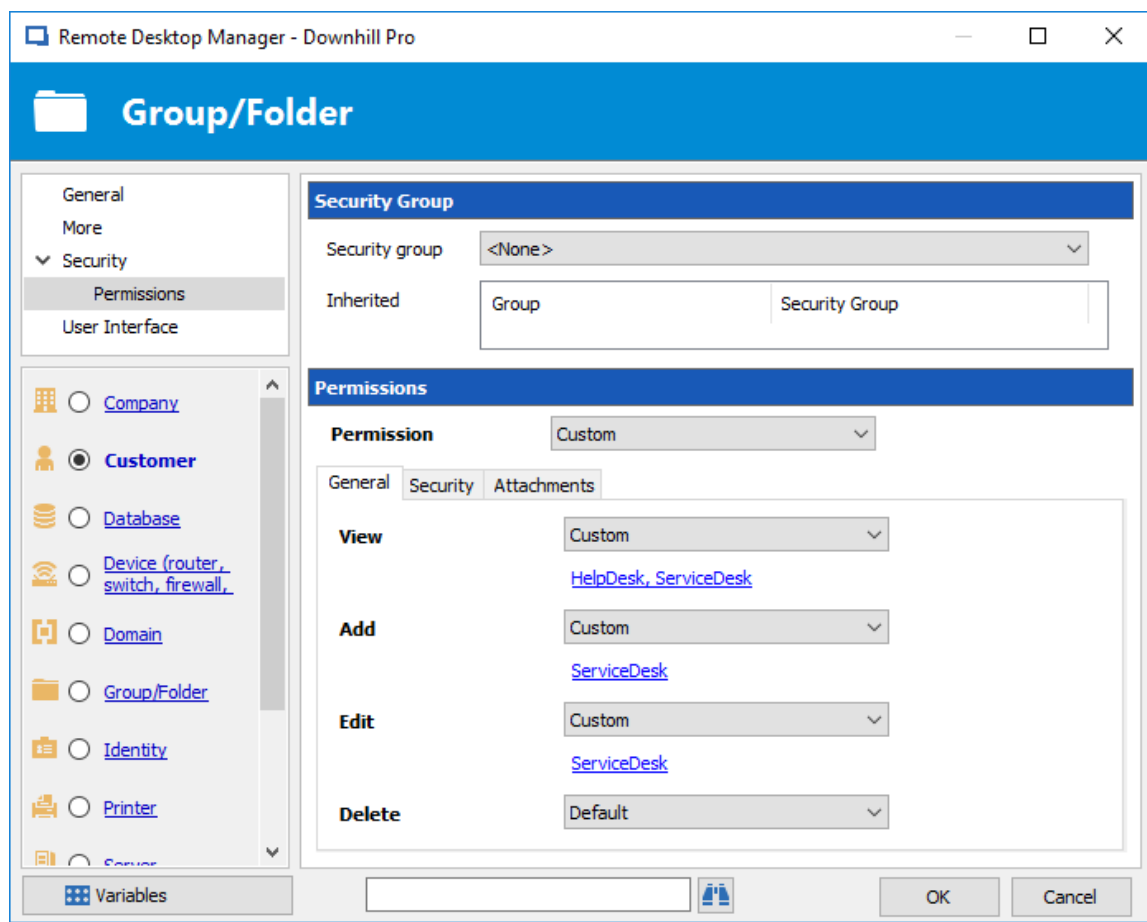 Remote Desktop Manager - Downhill Pro
Group/Folder
General
More
Security
Permissions
User Interface
Company
Customer
Database
Device (router,
switch, firewall,
Domain
Group/Folder
Identity
Printer
Server
Variables
Security Group
Security group <None>
Inherited Group Security Group
Permissions
Permission Custom
General Security Attachments
View Custom
HelpDesk, ServiceDesk
Add Custom
ServiceDesk
Edit Custom
ServiceDesk
Delete Default
OK Cancel